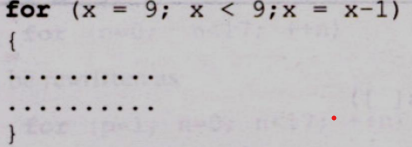 for (x = 9; x < 9;x = x-1)
{
..........
..........
}